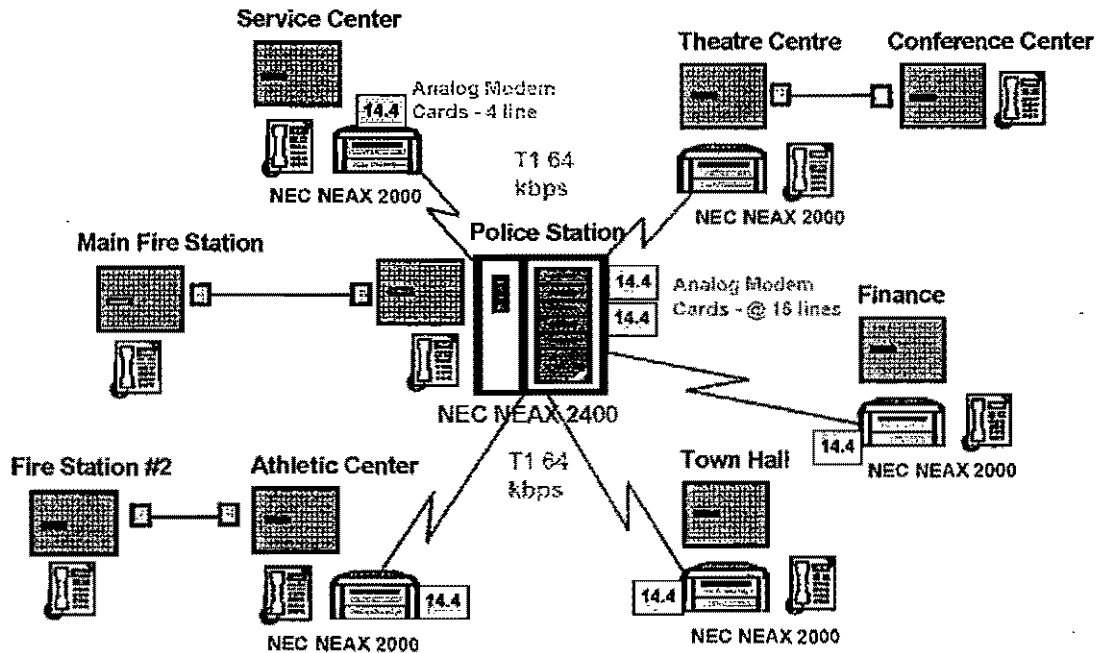 Service Center
Theatre Centre
Conference Center
Analog Modem
Cards - 4 line
14.4
T1 64
kbps
NEC NEAX 2000
NEC NEAX 2000
Main Fire Station
Police Station
14.4
14.4
Analog Modem
Cards - @ 16 lines
Finance
NEC NEAX 2400
14.4
NEC NEAX 2000
Fire Station #2
Athletic Center
T1 64
kbps
Town Hall
14.4
14.4
NEC NEAX 2000
NEC NEAX 2000